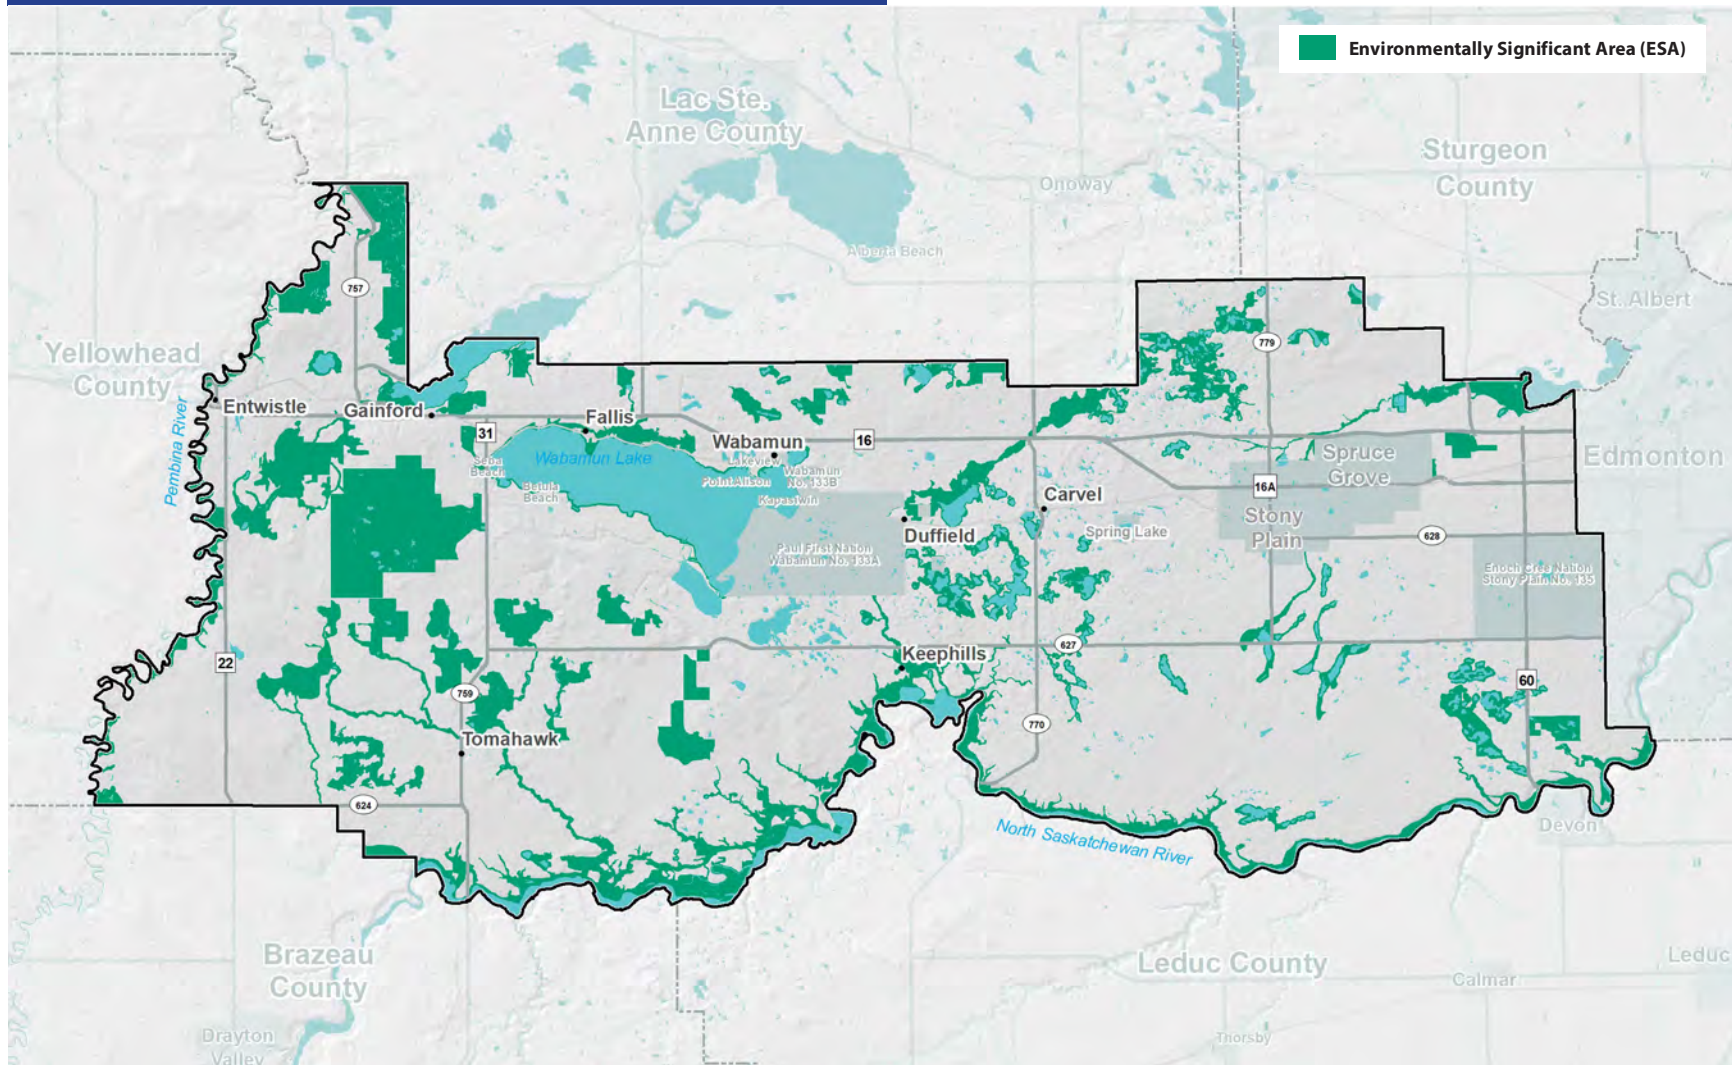 Environmentally Significant Area (ESA)
Lac Ste.
Anne County
Sturgeon
County
Onoway
Alberta Beach
St. Albert
757
779
Yellowhead
County
Entwistle
Gainford
Fallis
31
Wabamun
16
Pembina River
Wabamun Lake
Seba
Beach
Betula
Beach
Lakeview
Point Alison
Wabamun
No. 133B
Kapasiwin
Spruce
Grove
Edmonton
16A
Carvel
Stony
Plain
Spring Lake
Duffield
628
Paul First Nation
Wabamun No. 133A
Enoch Cree Nation
Stony Plain No. 135
22
627
Keephills
60
759
770
Tomahawk
624
North Saskatchewan River
Devon
Brazeau
County
Leduc County
Leduc
Calmar
Drayton
Valley
Thorsby